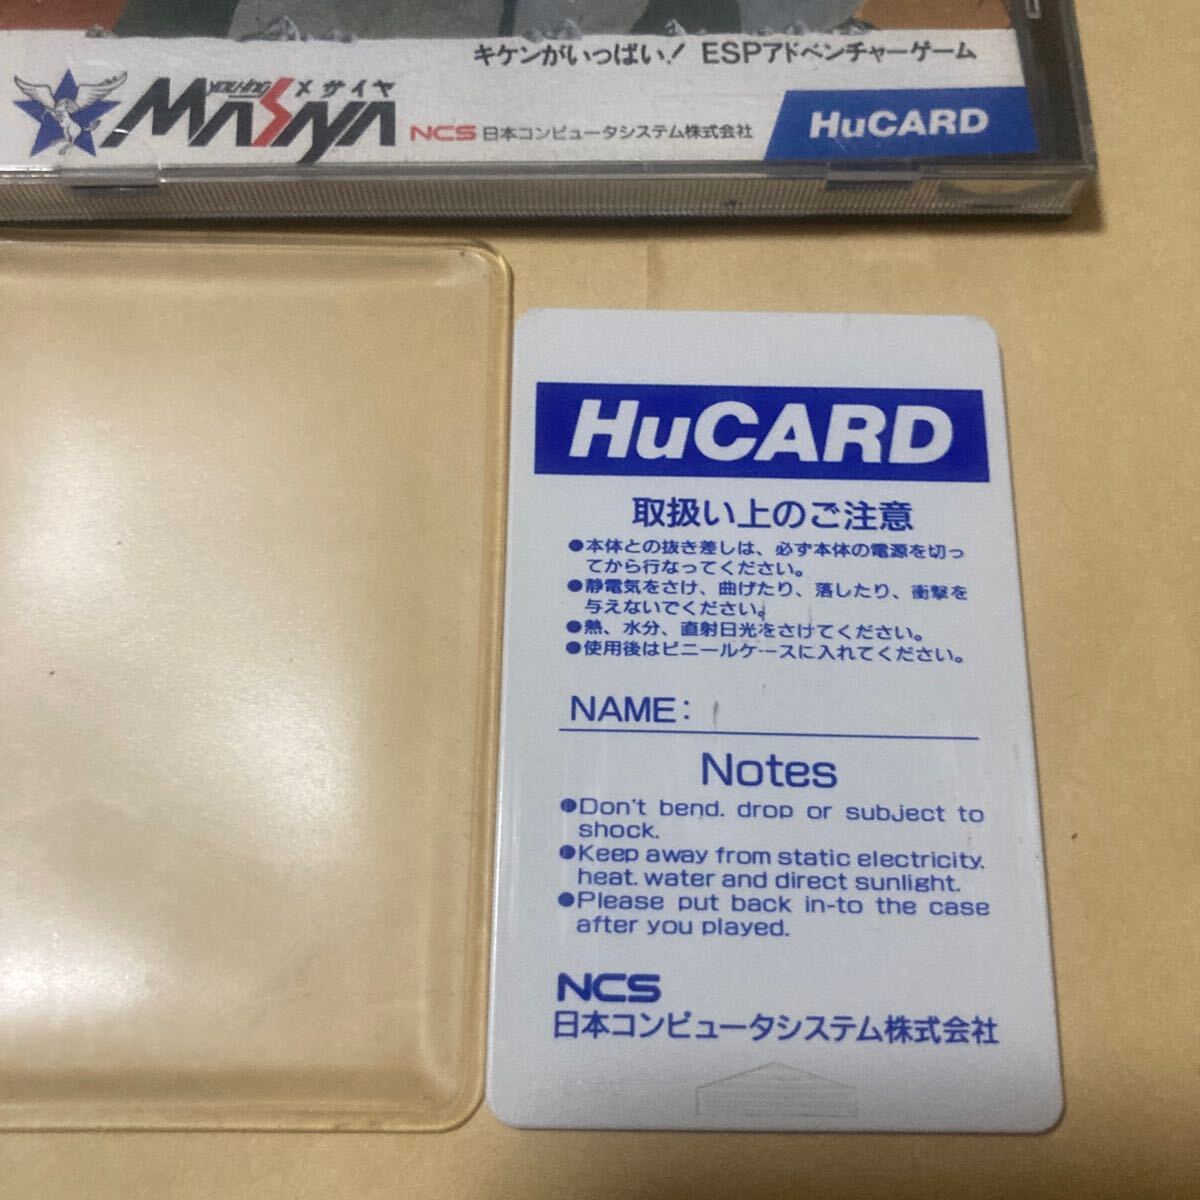 キケンがいっぱい! ESPアドベンチャーゲーム
you-ing
MASAYA メサイヤ
NCS 日本コンピュータシステム株式会社
HuCARD
HuCARD
取扱い上のご注意
●本体との抜き差しは、必ず本体の電源を切っ
てから行なってください。
●静電気をさけ、曲げたり、落したり、衝撃を
与えないでください。
●熱、水分、直射日光をさけてください。
●使用後はビニールケースに入れてください。
NAME:
Notes
●Don't bend. drop or subject to
shock.
●Keep away from static electricity.
heat. water and direct sunlight.
●Please put back in-to the case
after you played.
NCS
日本コンピュータシステム株式会社